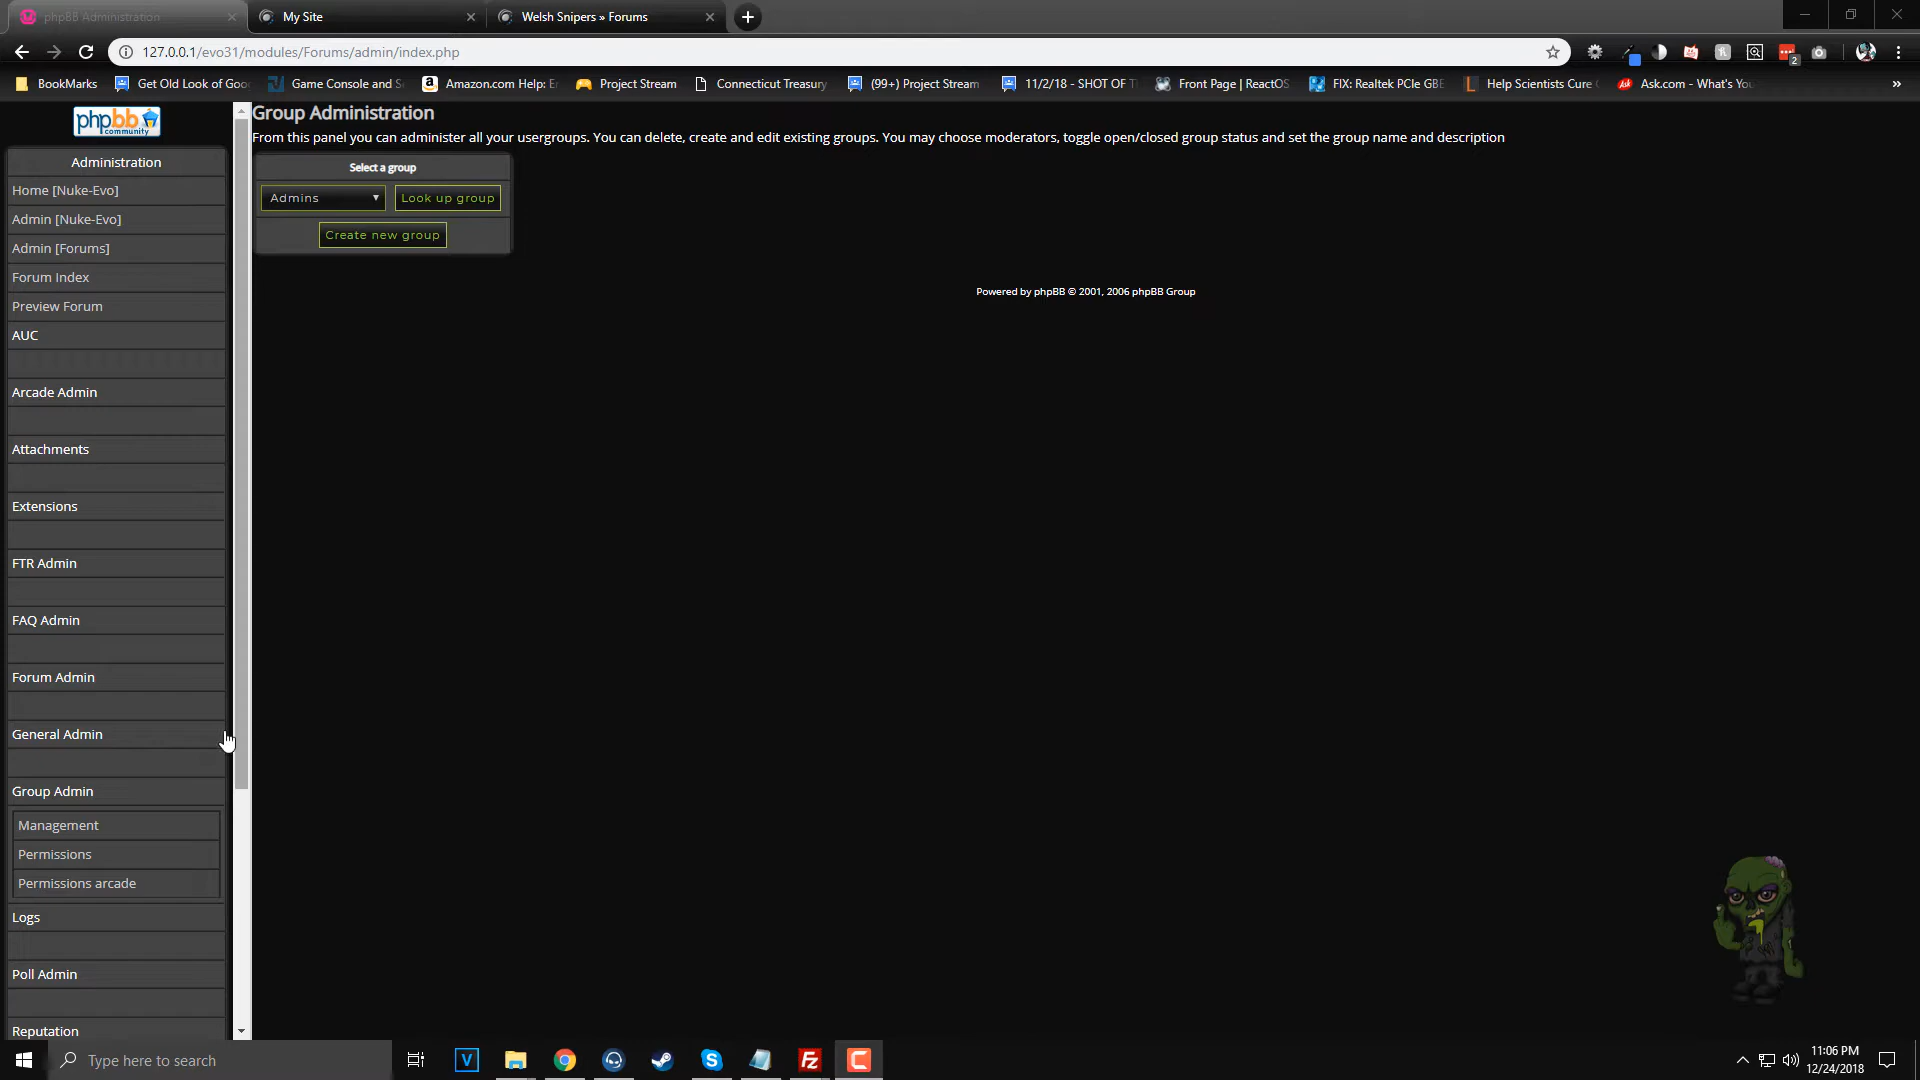 phpBB Administration
My Site
Welsh Snipers » Forums
127.0.0.1/evo31/modules/Forums/admin/index.php
BookMarks
Get Old Look of Goo
Game Console and S
Amazon.com Help: E
Project Stream
Connecticut Treasury
(99+) Project Stream
11/2/18 - SHOT OF T
Front Page | ReactOS
FIX: Realtek PCIe GBE
Help Scientists Cure
Ask.com - What's You
»
2
phpbb
community
Administration
Home [Nuke-Evo]
Admin [Nuke-Evo]
Admin [Forums]
Forum Index
Preview Forum
AUC
Arcade Admin
Attachments
Extensions
FTR Admin
FAQ Admin
Forum Admin
General Admin
Group Admin
Management
Permissions
Permissions arcade
Logs
Poll Admin
Reputation
Group Administration
From this panel you can administer all your usergroups. You can delete, create and edit existing groups. You may choose moderators, toggle open/closed group status and set the group name and description
Select a group
Admins
Look up group
Create new group
Powered by phpBB © 2001, 2006 phpBB Group
Type here to search
V
S
Fz
C
11:06 PM
12/24/2018